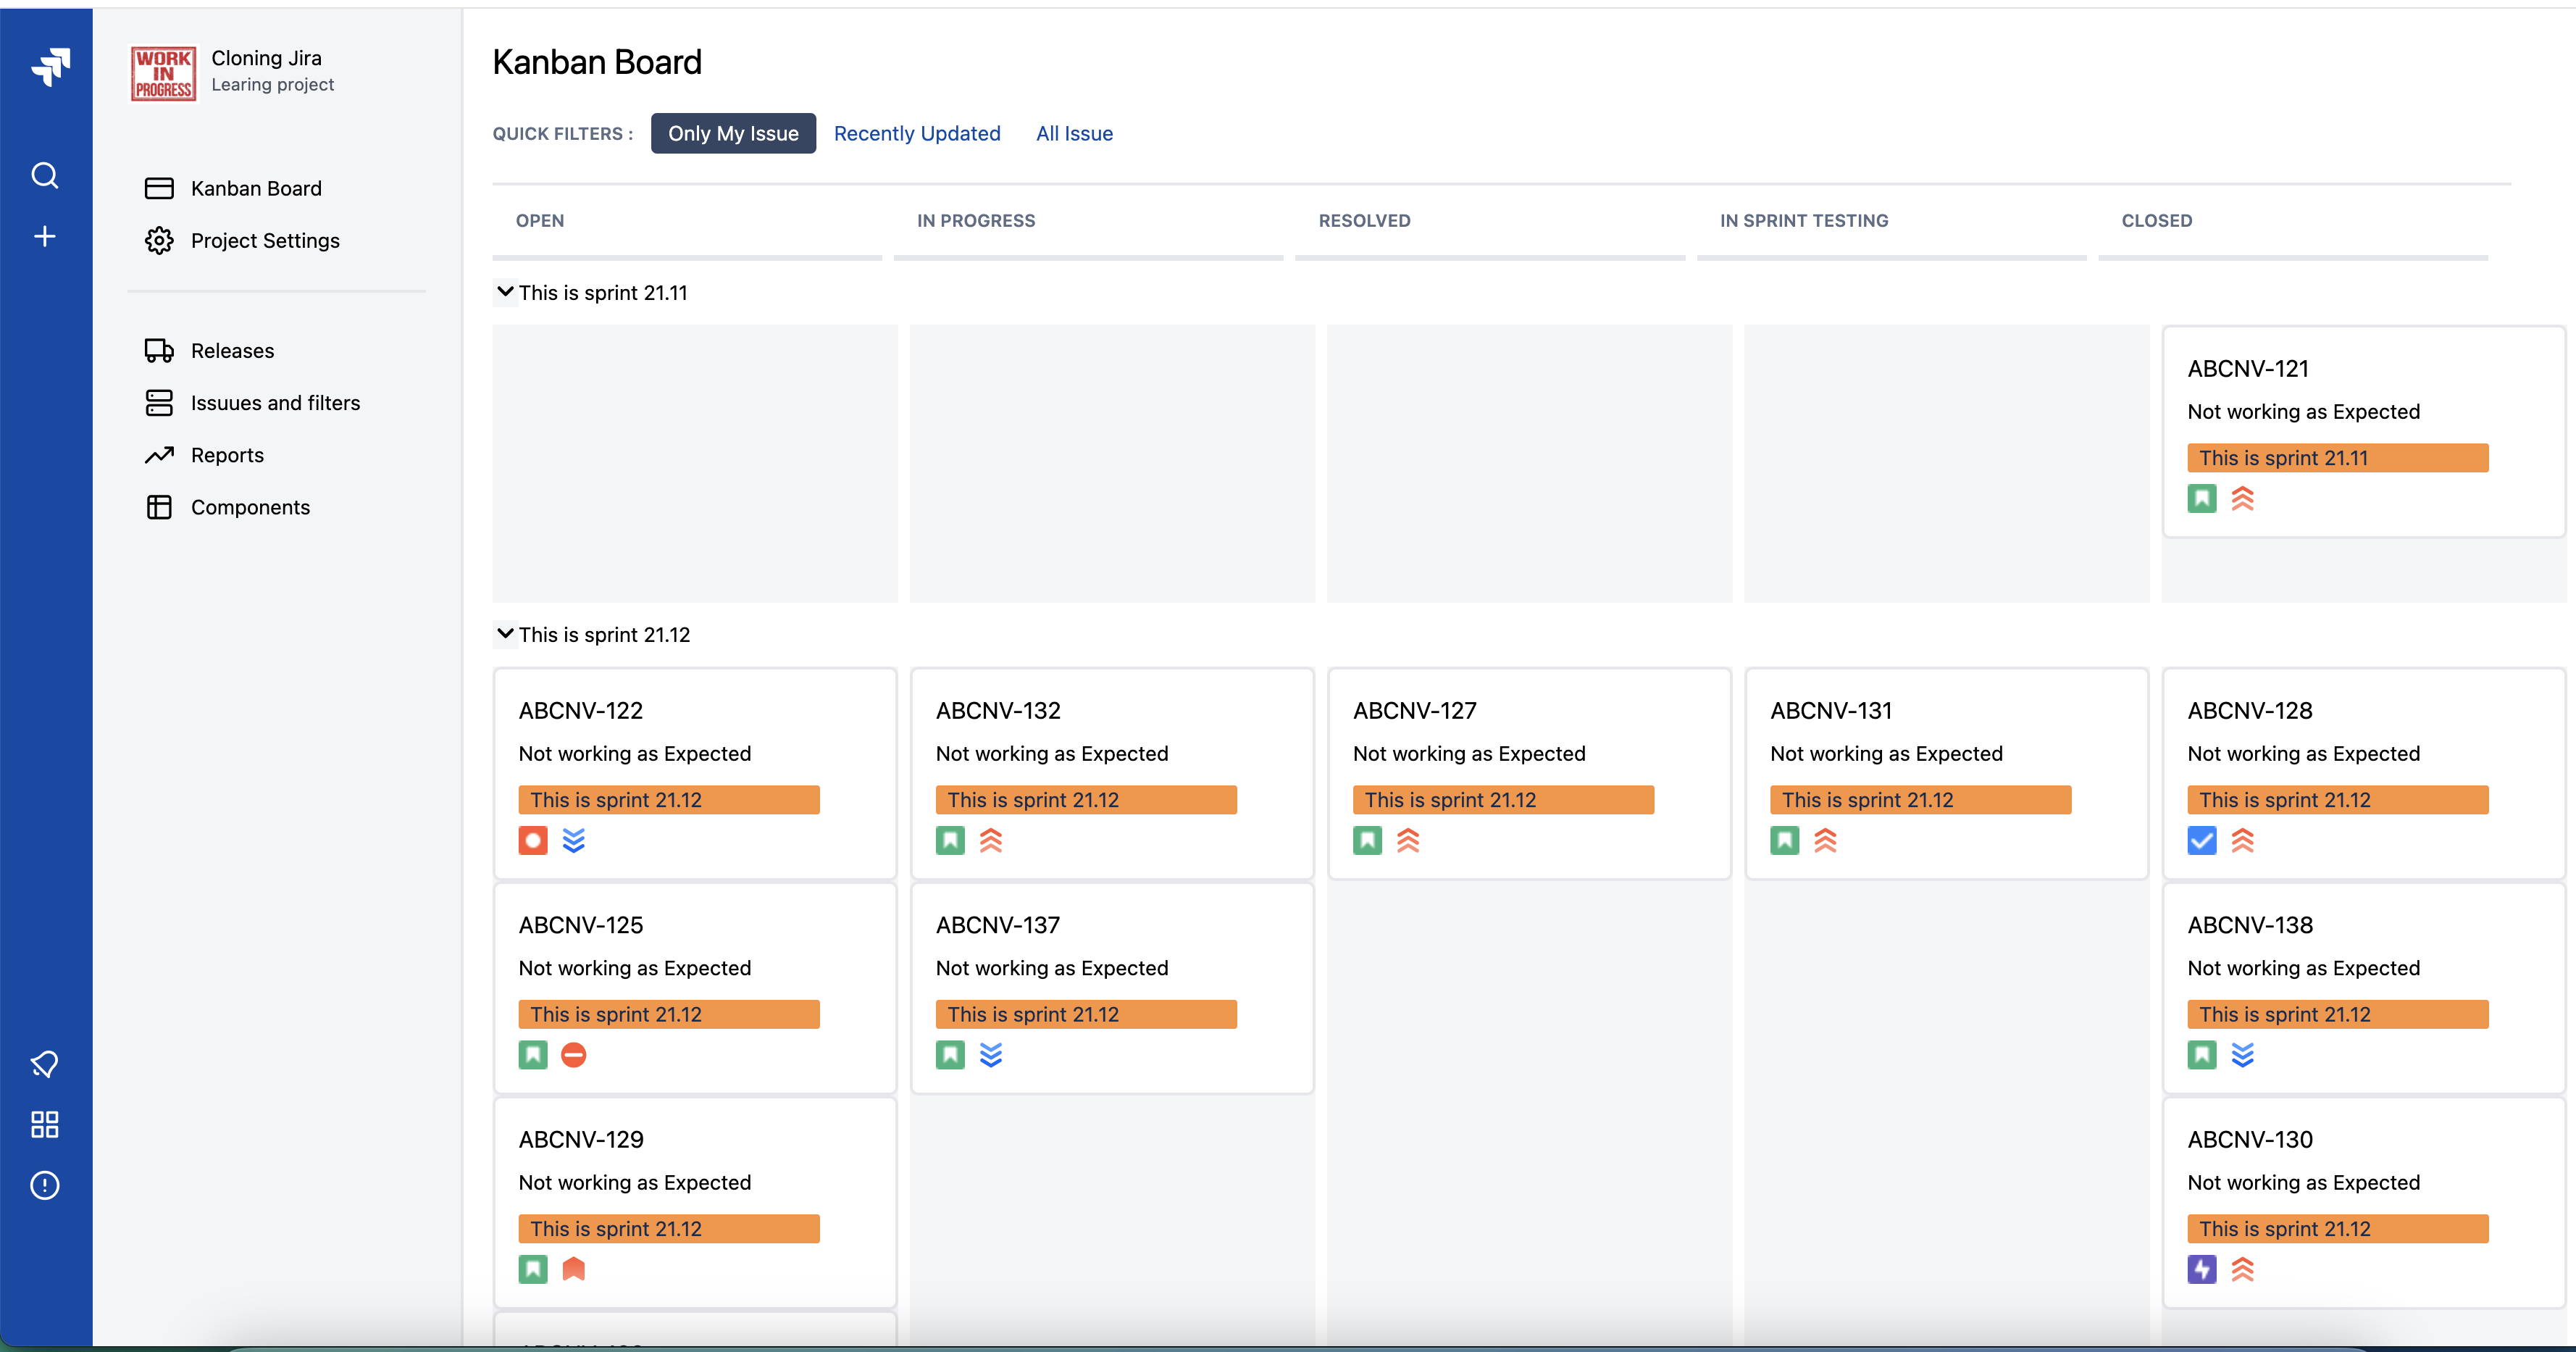 WORK
IN
PROGRESS
Cloning Jira
Learing project
Kanban Board
Project Settings
Releases
Issuues and filters
Reports
Components
Kanban Board
QUICK FILTERS : Only My Issue Recently Updated All Issue
OPEN IN PROGRESS RESOLVED IN SPRINT TESTING CLOSED
This is sprint 21.11
ABCNV-121
Not working as Expected
This is sprint 21.11
This is sprint 21.12
ABCNV-122
Not working as Expected
This is sprint 21.12
ABCNV-125
Not working as Expected
This is sprint 21.12
ABCNV-129
Not working as Expected
This is sprint 21.12
ABCNV-132
Not working as Expected
This is sprint 21.12
ABCNV-137
Not working as Expected
This is sprint 21.12
ABCNV-127
Not working as Expected
This is sprint 21.12
ABCNV-131
Not working as Expected
This is sprint 21.12
ABCNV-128
Not working as Expected
This is sprint 21.12
ABCNV-138
Not working as Expected
This is sprint 21.12
ABCNV-130
Not working as Expected
This is sprint 21.12